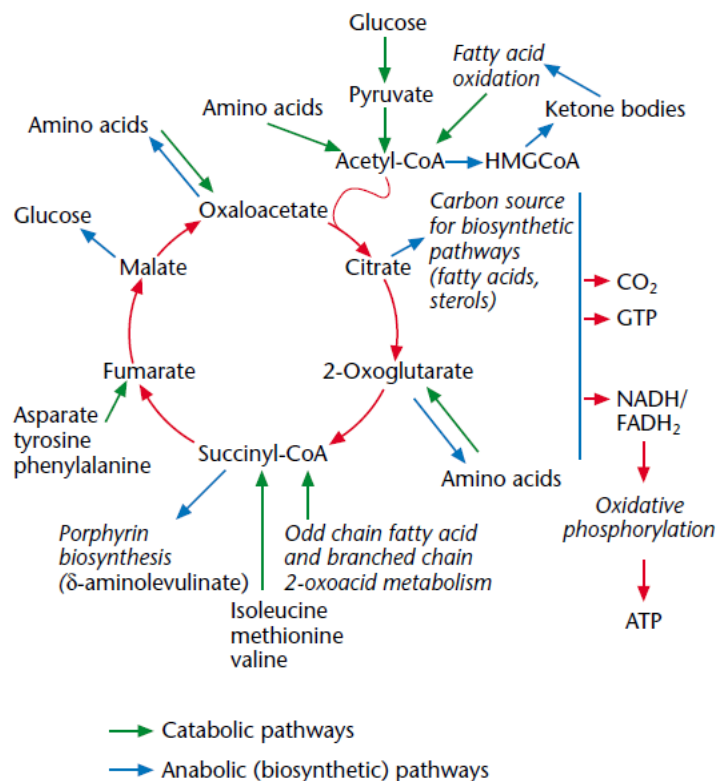 Glucose
Fatty acid
oxidation
Pyruvate
Ketone bodies
Amino acids
Amino acids
Acetyl-CoA
HMGCoA
Oxaloacetate
Carbon source
for biosynthetic
pathways
(fatty acids,
sterols)
Glucose
Malate
Citrate
CO₂
GTP
Fumarate
2-Oxoglutarate
NADH/
FADH₂
Asparate
tyrosine
phenylalanine
Succinyl-CoA
Amino acids
Oxidative
phosphorylation
Porphyrin
biosynthesis
(δ-aminolevulinate)
Odd chain fatty acid
and branched chain
2-oxoacid metabolism
Isoleucine
methionine
valine
ATP
Catabolic pathways
Anabolic (biosynthetic) pathways